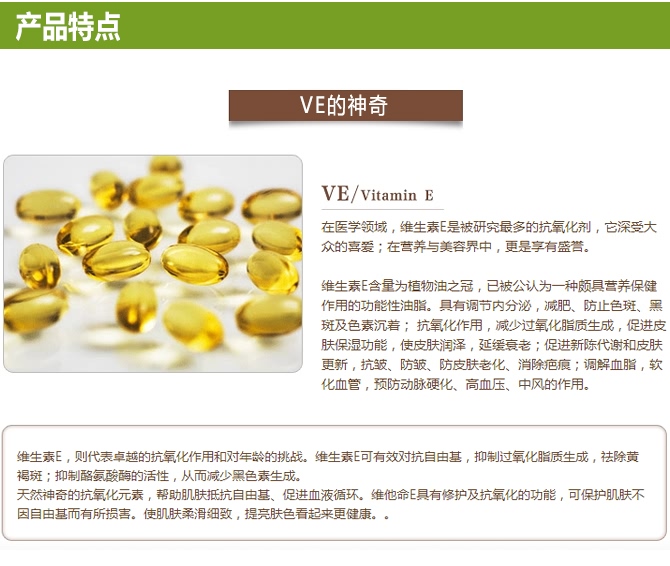 产品特点
VE的神奇
VE/Vitamin E
在医学领域，维生素E是被研究最多的抗氧化剂，它深受大
众的喜爱；在营养与美容界中，更是享有盛誉。
维生素E含量为植物油之冠，已被公认为一种颇具营养保健
作用的功能性油脂。具有调节内分泌，减肥、防止色斑、黑
斑及色素沉着； 抗氧化作用，减少过氧化脂质生成，促进皮
肤保湿功能，使皮肤润泽，延缓衰老；促进新陈代谢和皮肤
更新，抗皱、防皱、防皮肤老化、消除疤痕；调解血脂，软
化血管，预防动脉硬化、高血压、中风的作用。
维生素E，则代表卓越的抗氧化作用和对年龄的挑战。维生素E可有效对抗自由基，抑制过氧化脂质生成，祛除黄
褐斑；抑制酪氨酸酶的活性，从而减少黑色素生成。
天然神奇的抗氧化元素，帮助肌肤抵抗自由基、促进血液循环。维他命E具有修护及抗氧化的功能，可保护肌肤不
因自由基而有所损害。使肌肤柔滑细致，提亮肤色看起来更健康。。